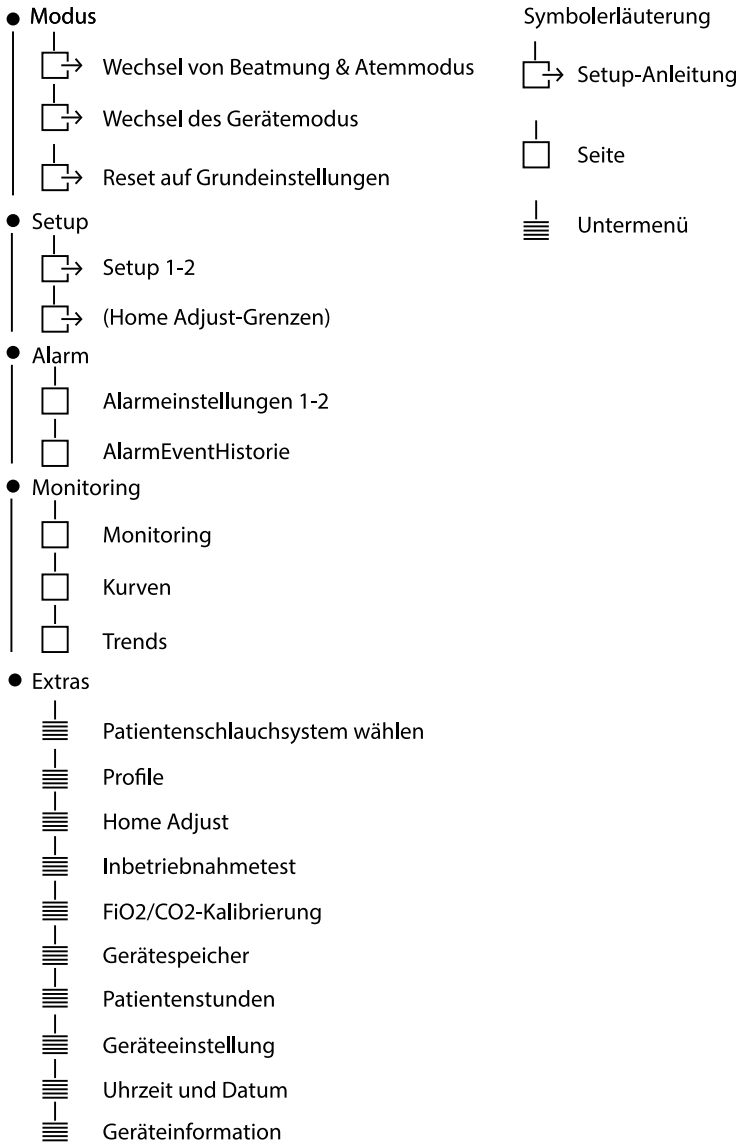 Modus
Wechsel von Beatmung & Atemmodus
Wechsel des Gerätemodus
Reset auf Grundeinstellungen
Setup
Setup 1-2
(Home Adjust-Grenzen)
Alarm
Alarmeinstellungen 1-2
AlarmEventHistorie
Monitoring
Monitoring
Kurven
Trends
Extras
Patientenschlauchsystem wählen
Profile
Home Adjust
Inbetriebnahmetest
FiO2/CO2-Kalibrierung
Gerätespeicher
Patientenstunden
Geräteeinstellung
Uhrzeit und Datum
Geräteinformation
Symbolerläuterung
Setup-Anleitung
Seite
Untermenü